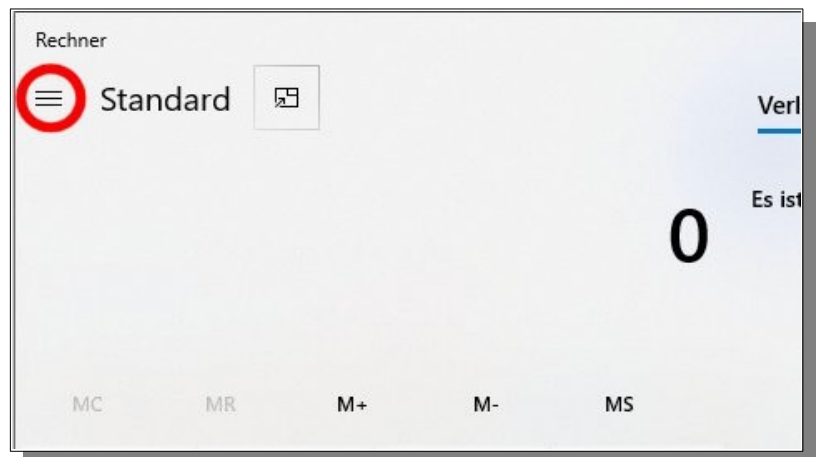 Rechner
Standard
Verl
Es ist
0
MC MR M+ M- MS